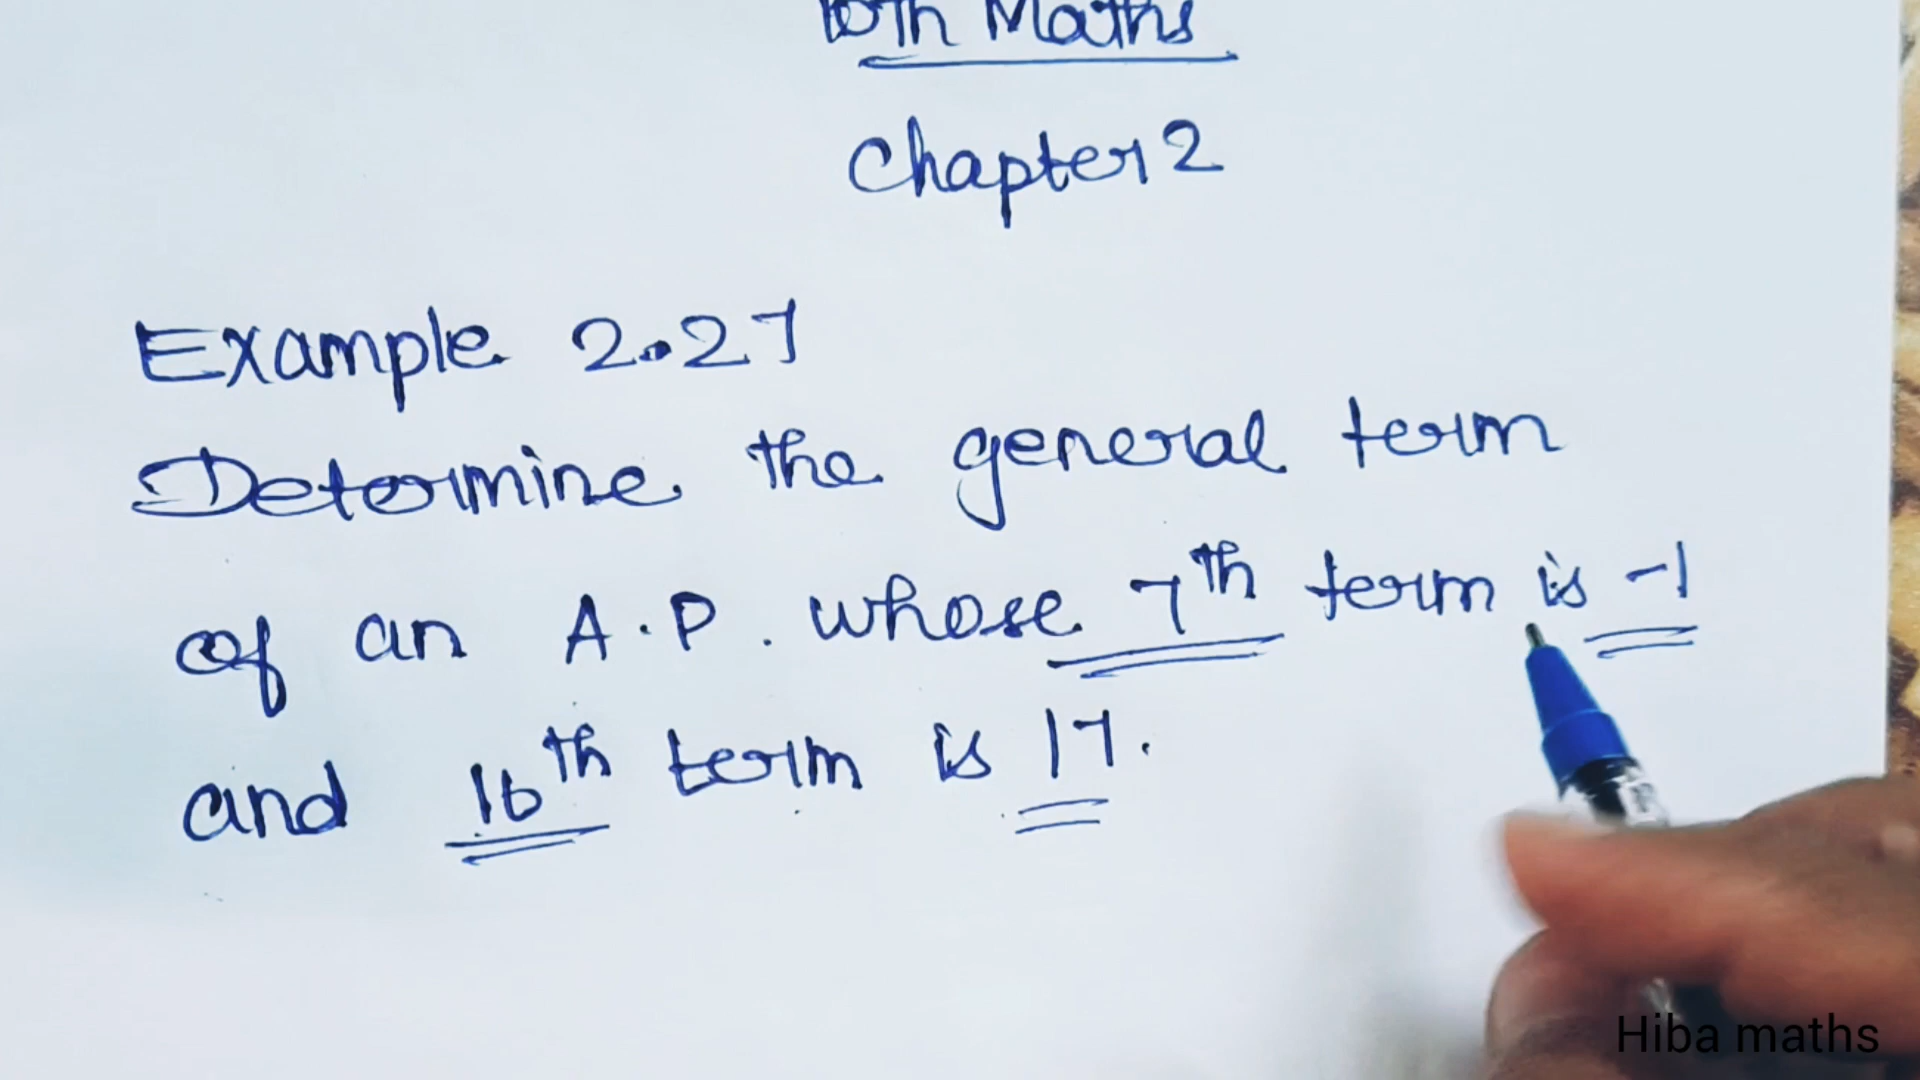 10th Maths
Chapter 2
Example 2.27
Determine the general term
of an A.P. whose 7th term is -1
and 16th term is 17.
Hiba maths